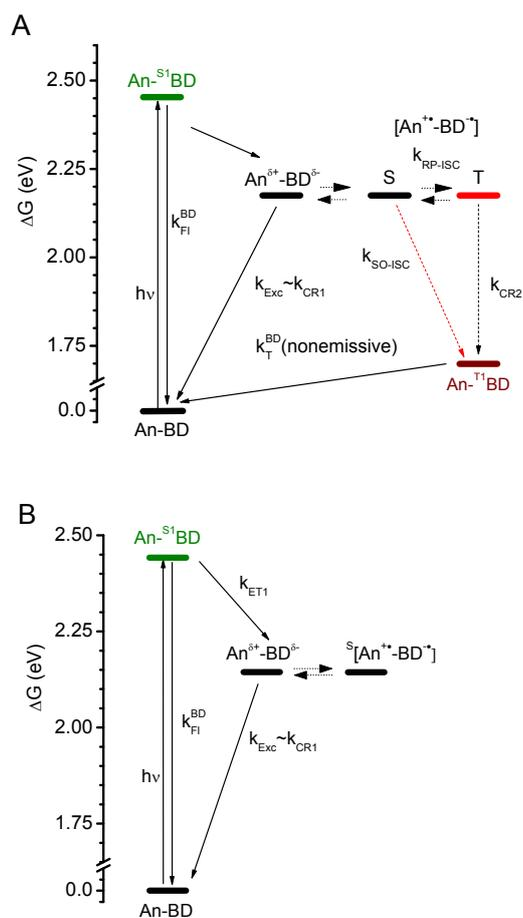 A
An-S1BD
[An+•-BD-•]
kRP-ISC
Anδ+-BDδ-
S
T
2.50
2.25
2.00
1.75
0.0
ΔG (eV)
kFlBD
hν
kExc~kCR1
kSO-ISC
kCR2
kTBD(nonemissive)
An-T1BD
An-BD
B
An-S1BD
kET1
Anδ+-BDδ-
S[An+•-BD-•]
2.50
2.25
2.00
1.75
0.0
ΔG (eV)
kFlBD
hν
kExc~kCR1
An-BD